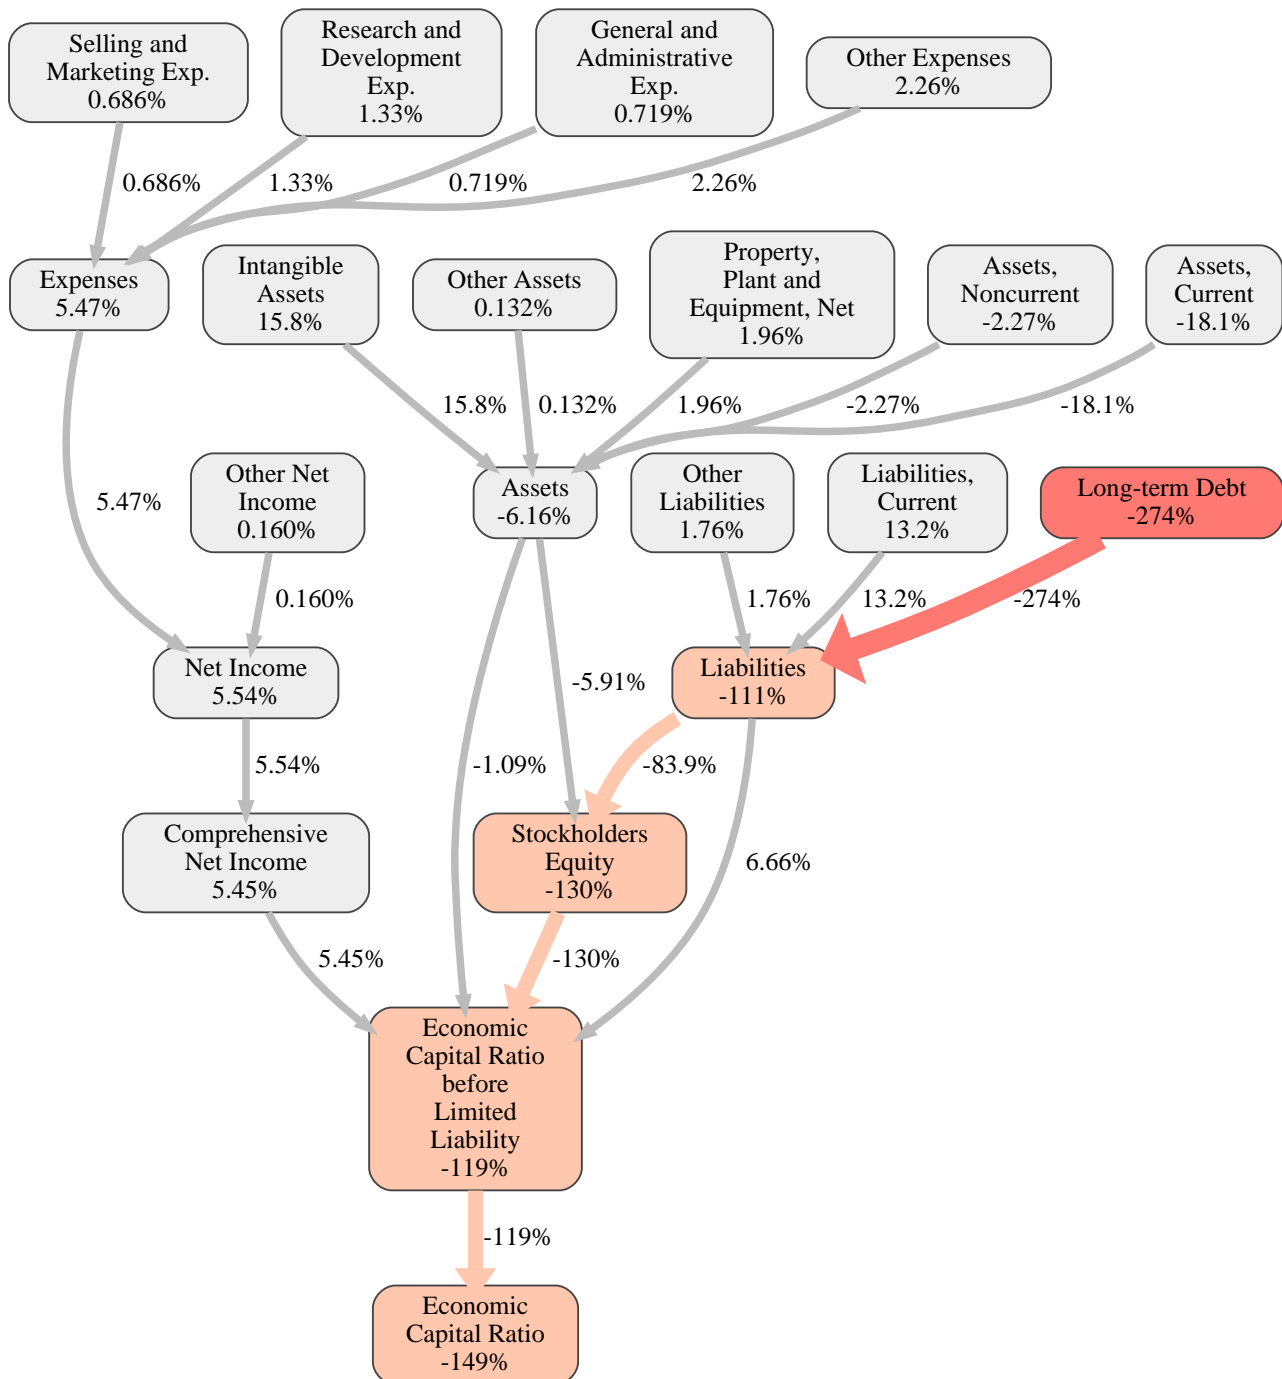 Selling and
Marketing Exp.
0.686%
Research and
Development
Exp.
1.33%
General and
Administrative
Exp.
0.719%
Other Expenses
2.26%
0.686%
1.33%
0.719%
2.26%
Expenses
5.47%
Intangible
Assets
15.8%
Other Assets
0.132%
Property,
Plant and
Equipment, Net
1.96%
Assets,
Noncurrent
-2.27%
Assets,
Current
-18.1%
15.8%
0.132%
1.96%
-2.27%
-18.1%
5.47%
Other Net
Income
0.160%
Assets
-6.16%
Other
Liabilities
1.76%
Liabilities,
Current
13.2%
Long-term Debt
-274%
0.160%
1.76%
13.2%
-274%
Net Income
5.54%
-5.91%
Liabilities
-111%
5.54%
-1.09%
-83.9%
Comprehensive
Net Income
5.45%
Stockholders
Equity
-130%
6.66%
5.45%
-130%
Economic
Capital Ratio
before
Limited
Liability
-119%
-119%
Economic
Capital Ratio
-149%